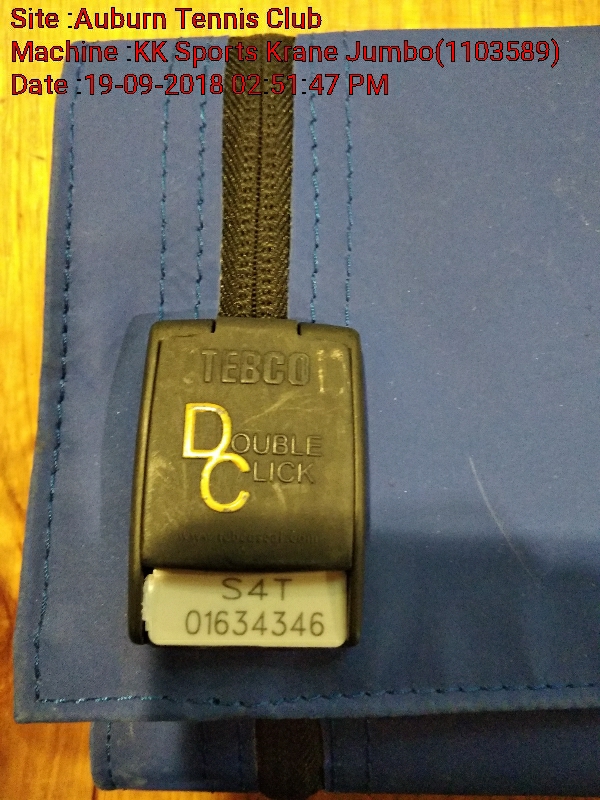 Site :Auburn Tennis Club
Machine :KK Sports Krane Jumbo(1103589)
Date :19-09-2018 02:51:47 PM
TEBCO
DOUBLE
CLICK
S4T
01634346